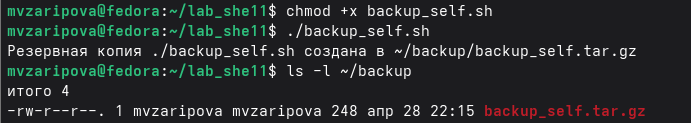 mvzaripova@fedora:~/lab_she11$ chmod +x backup_self.sh
mvzaripova@fedora:~/lab_she11$ ./backup_self.sh
Резервная копия ./backup_self.sh создана в ~/backup/backup_self.tar.gz
mvzaripova@fedora:~/lab_she11$ ls -l ~/backup
итого 4
-rw-r--r--. 1 mvzaripova mvzaripova 248 апр 28 22:15 backup_self.tar.gz